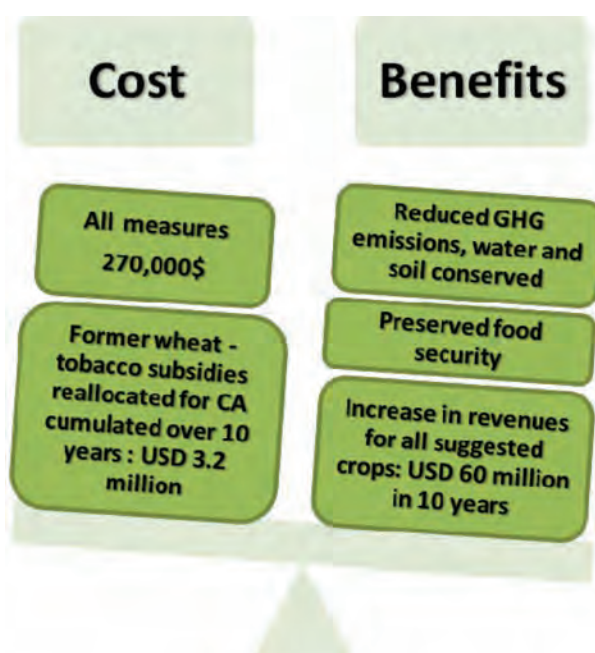 Cost
All measures
270,000$
Former wheat -
tobacco subsidies
reallocated for CA
cumulated over 10
years : USD 3.2
million
Benefits
Reduced GHG
emissions, water and
soil conserved
Preserved food
security
Increase in revenues
for all suggested
crops: USD 60 million
in 10 years